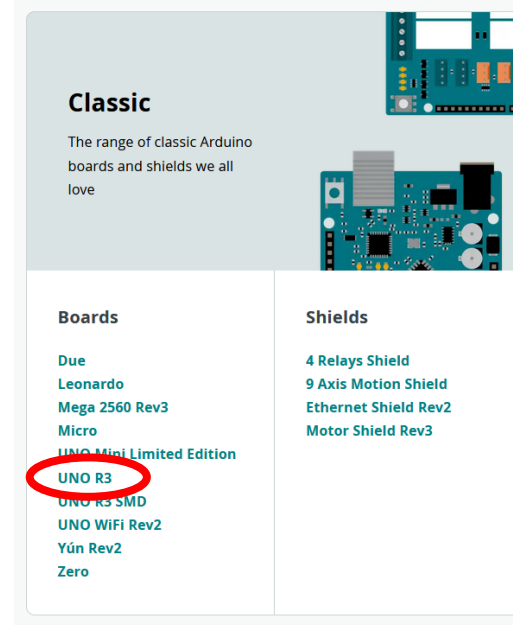 Classic
The range of classic Arduino
boards and shields we all
love
Boards
Due
Leonardo
Mega 2560 Rev3
Micro
UNO Mini Limited Edition
UNO R3
UNO R3 SMD
UNO WiFi Rev2
Yún Rev2
Zero
Shields
4 Relays Shield
9 Axis Motion Shield
Ethernet Shield Rev2
Motor Shield Rev3